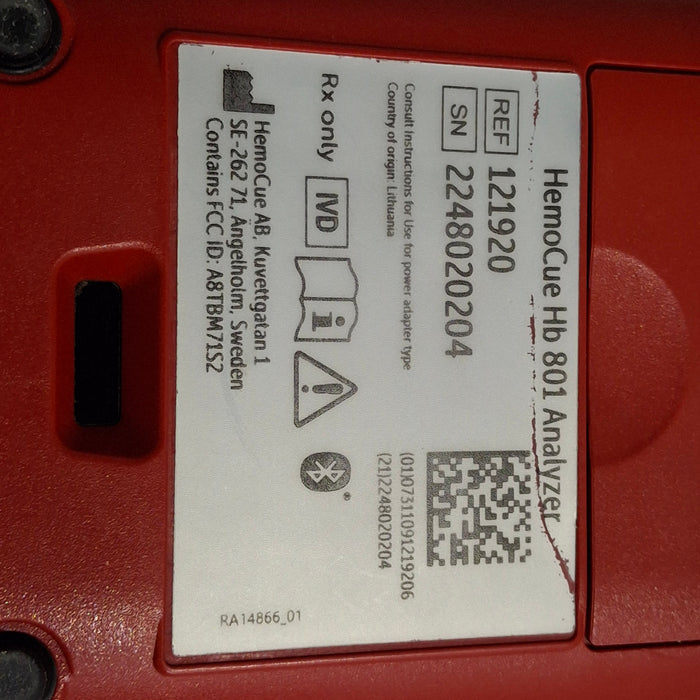 HemoCue Hb 801 Analyzer
REF 121920
SN 2248020204
(01)07311091219206
(21)2248020204
Consult Instructions for Use for power adapter type
Country of origin: Lithuania
Rx only IVD
HemoCue AB, Kuvettgatan 1
SE-262 71, Ängelholm, Sweden
Contains FCC ID: A8TBM71S2
RA14866_01